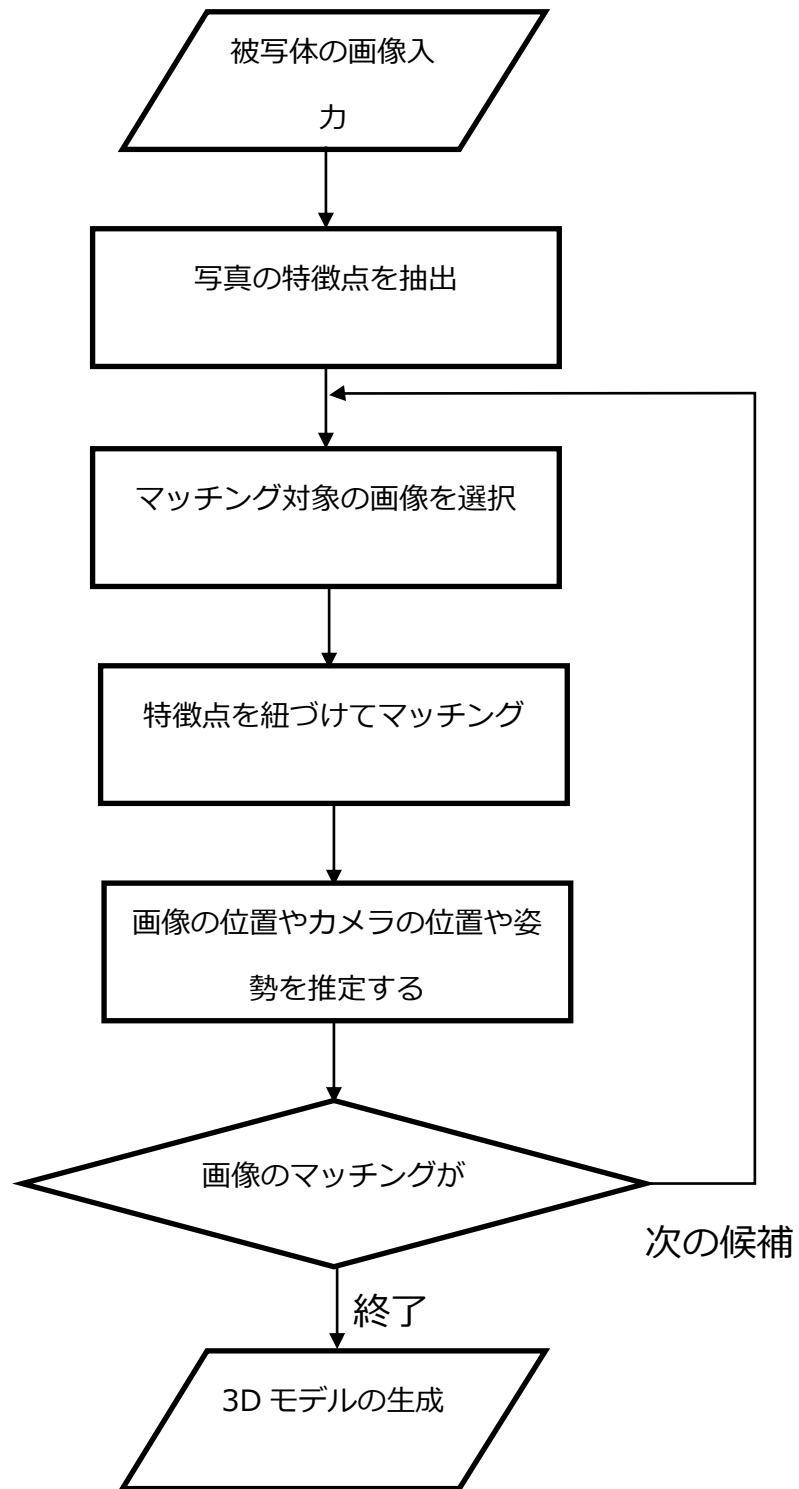 被写体の画像入
力
写真の特徴点を抽出
マッチング対象の画像を選択
特徴点を紐づけてマッチング
画像の位置やカメラの位置や姿
勢を推定する
画像のマッチングが
次の候補
終了
3D モデルの生成